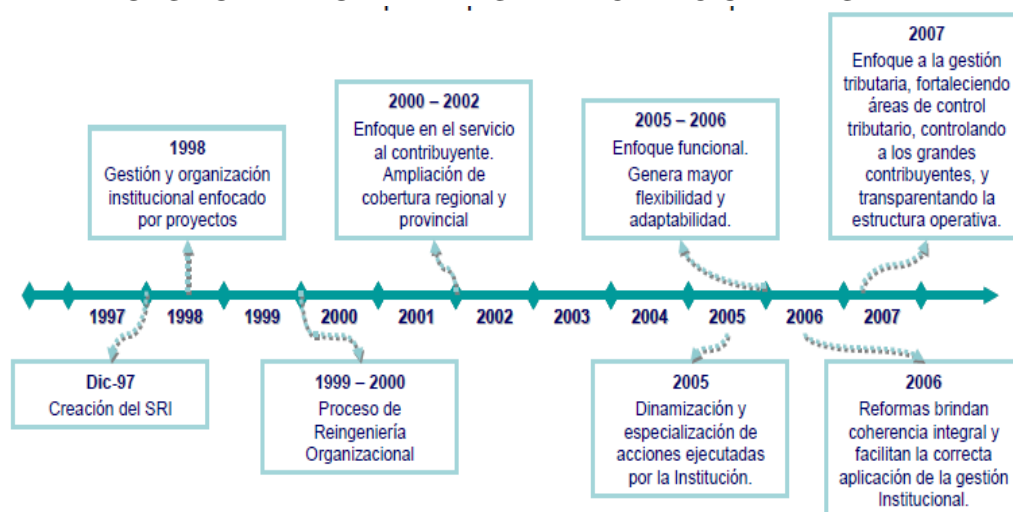 2007
Enfoque a la gestión
tributaria, fortaleciendo
áreas de control
tributario, controlando
a los grandes
contribuyentes, y
transparentando la
estructura operativa.
2000 – 2002
Enfoque en el servicio
al contribuyente.
Ampliación de
cobertura regional y
provincial
2005 – 2006
Enfoque funcional.
Genera mayor
flexibilidad y
adaptabilidad.
1998
Gestión y organización
institucional enfocado
por proyectos
1997 1998 1999 2000 2001 2002 2003 2004 2005 2006 2007
Dic-97
Creación del SRI
1999 – 2000
Proceso de
Reingeniería
Organizacional
2005
Dinamización y
especialización de
acciones ejecutadas
por la Institución.
2006
Reformas brindan
coherencia integral y
facilitan la correcta
aplicación de la gestión
Institucional.